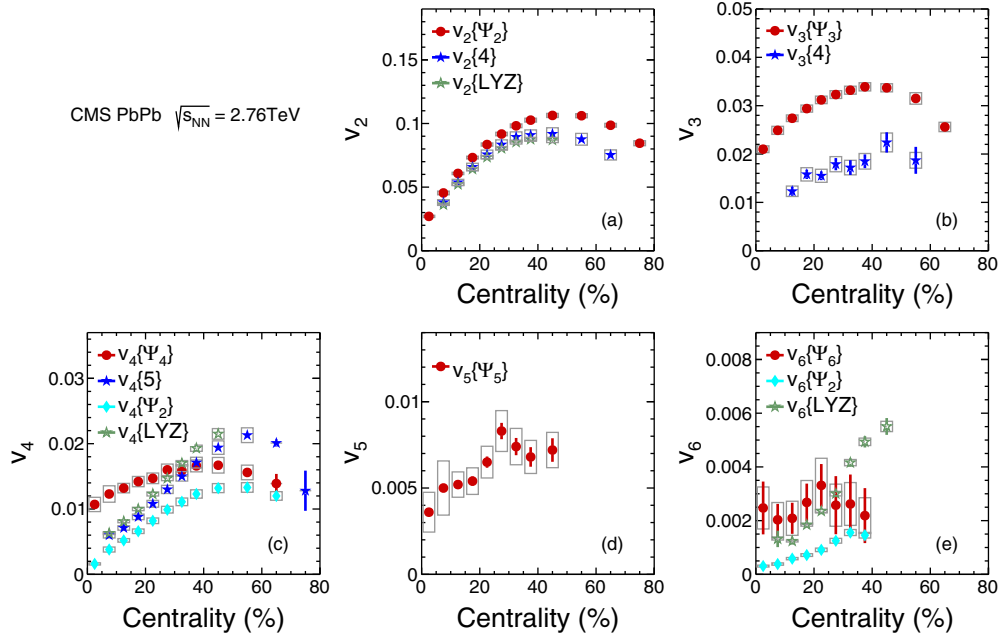 CMS PbPb √s_NN = 2.76TeV
v₂{Ψ₂}
v₂{4}
v₂{LYZ}
v₂
0.15
0.1
0.05
0
(a)
0 20 40 60 80
Centrality (%)
v₃{Ψ₃}
v₃{4}
v₃
0.05
0.04
0.03
0.02
0.01
0
(b)
0 20 40 60 80
Centrality (%)
v₄{Ψ₄}
v₄{5}
v₄{Ψ₂}
v₄{LYZ}
v₄
0.03
0.02
0.01
0
(c)
0 20 40 60 80
Centrality (%)
v₅{Ψ₅}
v₅
0.01
0.005
0
(d)
0 20 40 60 80
Centrality (%)
v₆{Ψ₆}
v₆{Ψ₂}
v₆{LYZ}
v₆
0.008
0.006
0.004
0.002
0
(e)
0 20 40 60 80
Centrality (%)